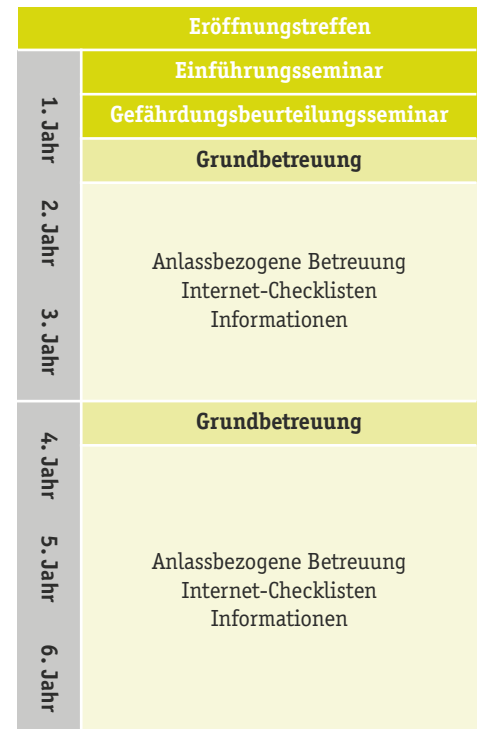 Eröffnungstreffen
Einführungsseminar
Gefährdungsbeurteilungsseminar
Grundbetreuung
1. Jahr
2. Jahr
3. Jahr
Anlassbezogene Betreuung
Internet-Checklisten
Informationen
Grundbetreuung
4. Jahr
5. Jahr
6. Jahr
Anlassbezogene Betreuung
Internet-Checklisten
Informationen